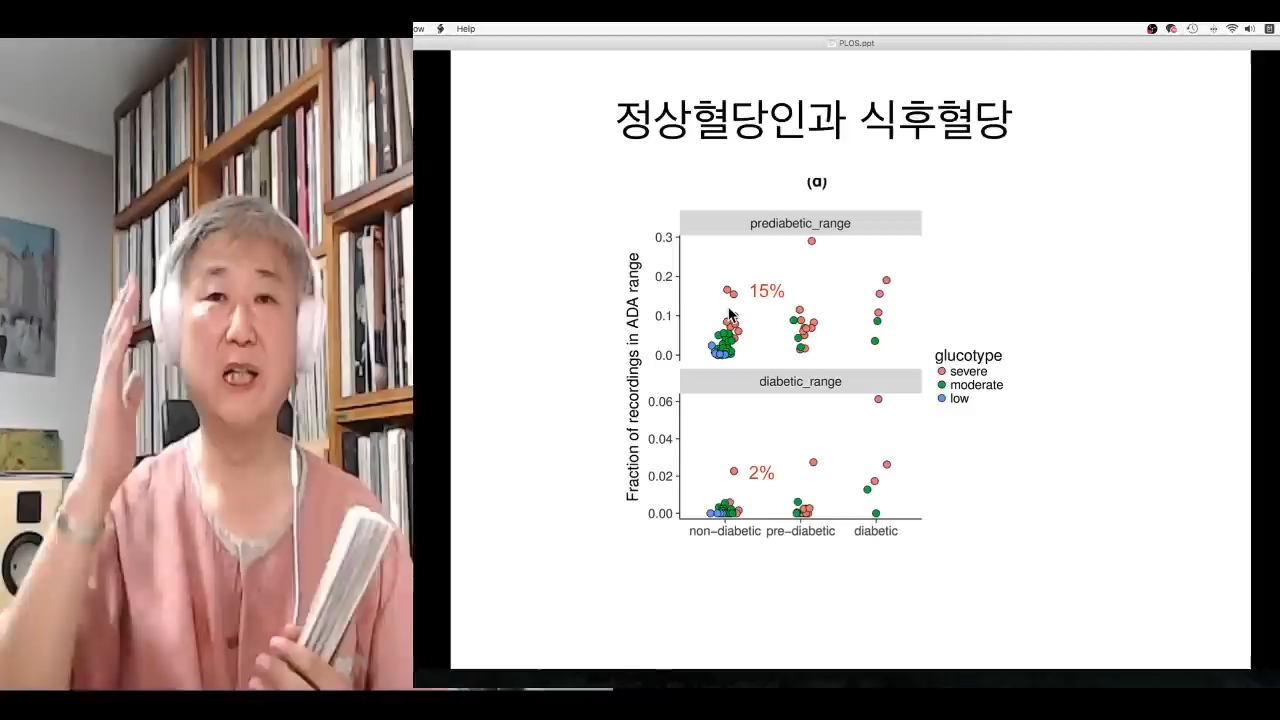 ow Help
PLOS.ppt
정상혈당인과 식후혈당
(a)
prediabetic_range
0.3
0.2
0.1
0.0
15%
Fraction of recordings in ADA range
diabetic_range
0.06
0.04
0.02
0.00
2%
non−diabetic pre−diabetic diabetic
glucotype
severe
moderate
low